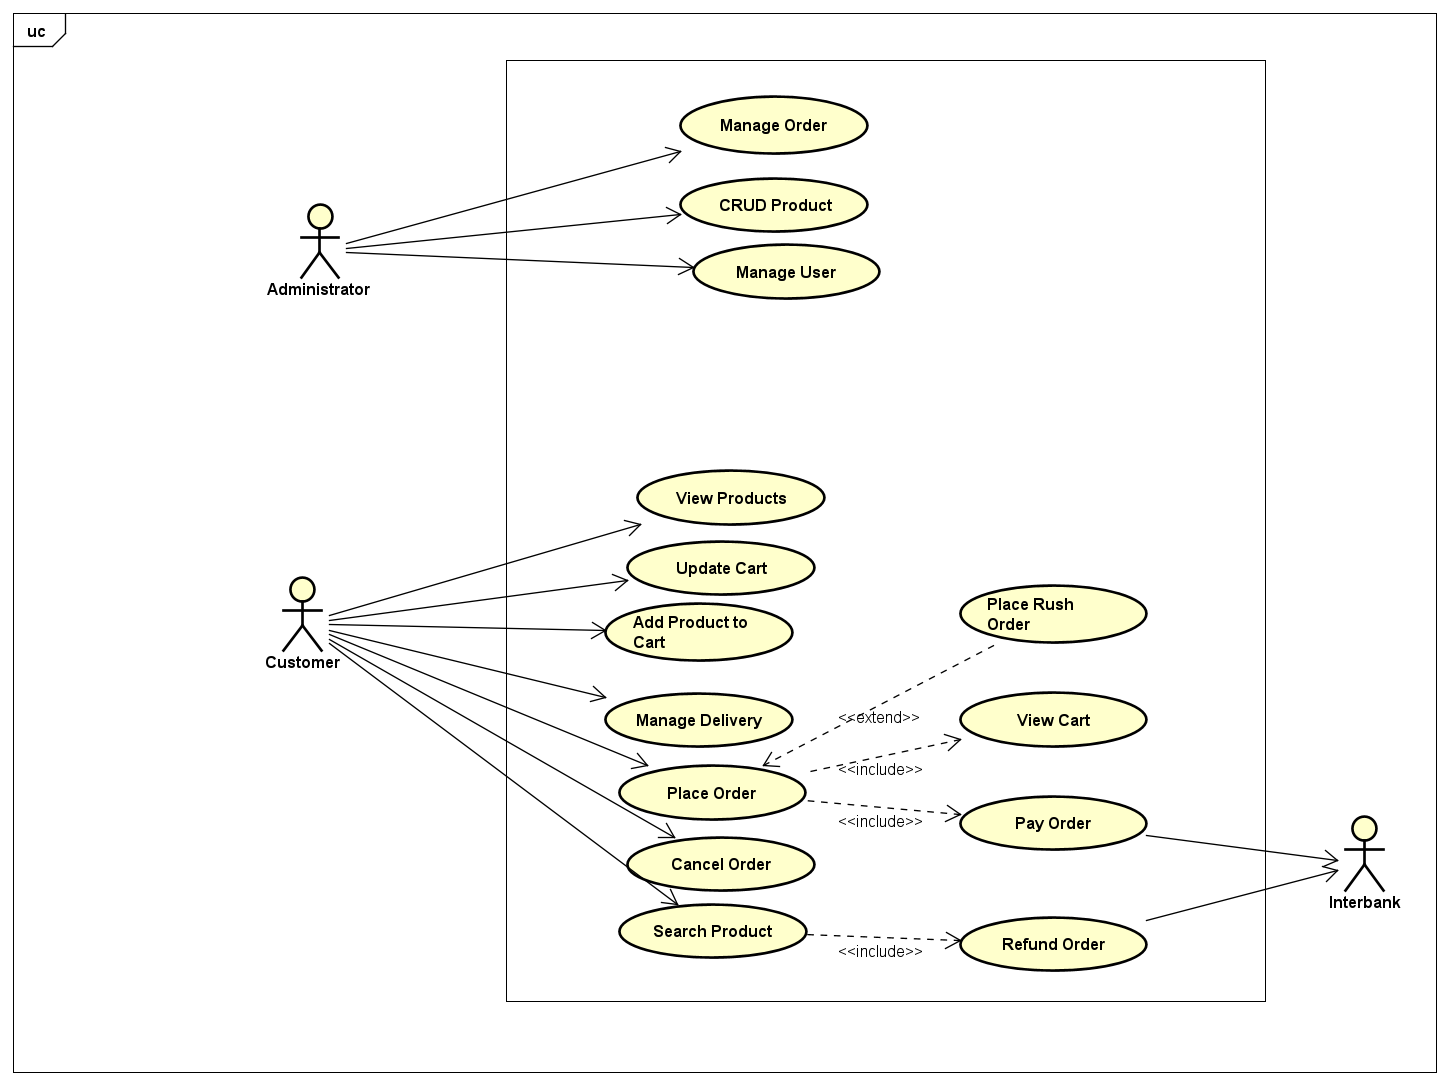 uc
Manage Order
CRUD Product
Manage User
Administrator
View Products
Update Cart
Add Product to
Cart
Customer
Manage Delivery
Place Order
Cancel Order
Search Product
Place Rush
Order
<<extend>>
View Cart
<<include>>
Pay Order
<<include>>
Refund Order
<<include>>
Interbank